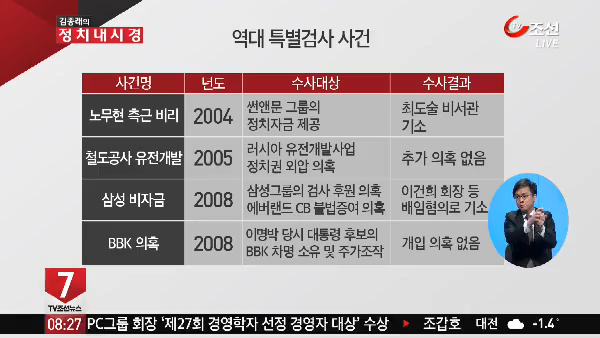 김종래의
정치내시경
TV조선
LIVE
역대 특별검사 사건
사건명 년도 수사대상 수사결과
노무현 측근 비리 2004 썬앤문 그룹의 정치자금 제공 최도술 비서관 기소
철도공사 유전개발 2005 러시아 유전개발사업 정치권 외압 의혹 추가 의혹 없음
삼성 비자금 2008 삼성그룹의 검사 후원 의혹 에버랜드 CB 불법증여 의혹 이건희 회장 등 배임혐의로 기소
BBK 의혹 2008 이명박 당시 대통령 후보의 BBK 차명 소유 및 주가조작 개입 의혹 없음
7
TV조선뉴스
08:27 PC그룹 회장 '제27회 경영학자 선정 경영자 대상' 수상 ▶ 조갑호 대전 -1.4°